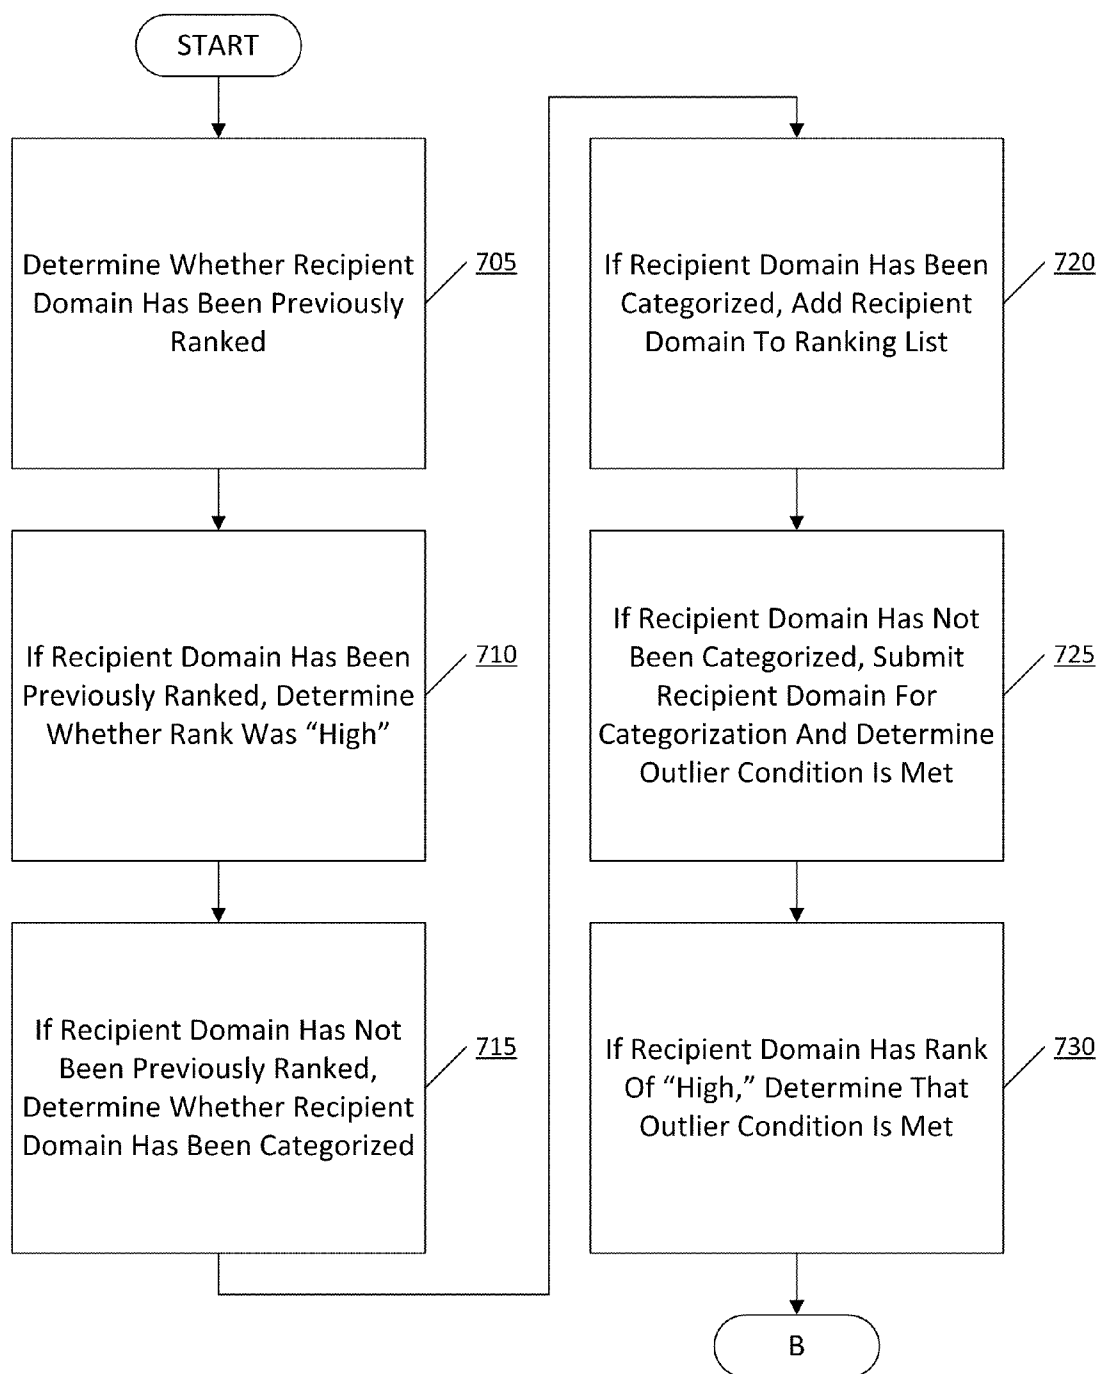 START
Determine Whether Recipient
Domain Has Been Previously
Ranked
705
If Recipient Domain Has Been
Previously Ranked, Determine
Whether Rank Was “High”
710
If Recipient Domain Has Not
Been Previously Ranked,
Determine Whether Recipient
Domain Has Been Categorized
715
If Recipient Domain Has Been
Categorized, Add Recipient
Domain To Ranking List
720
If Recipient Domain Has Not
Been Categorized, Submit
Recipient Domain For
Categorization And Determine
Outlier Condition Is Met
725
If Recipient Domain Has Rank
Of “High,” Determine That
Outlier Condition Is Met
730
B